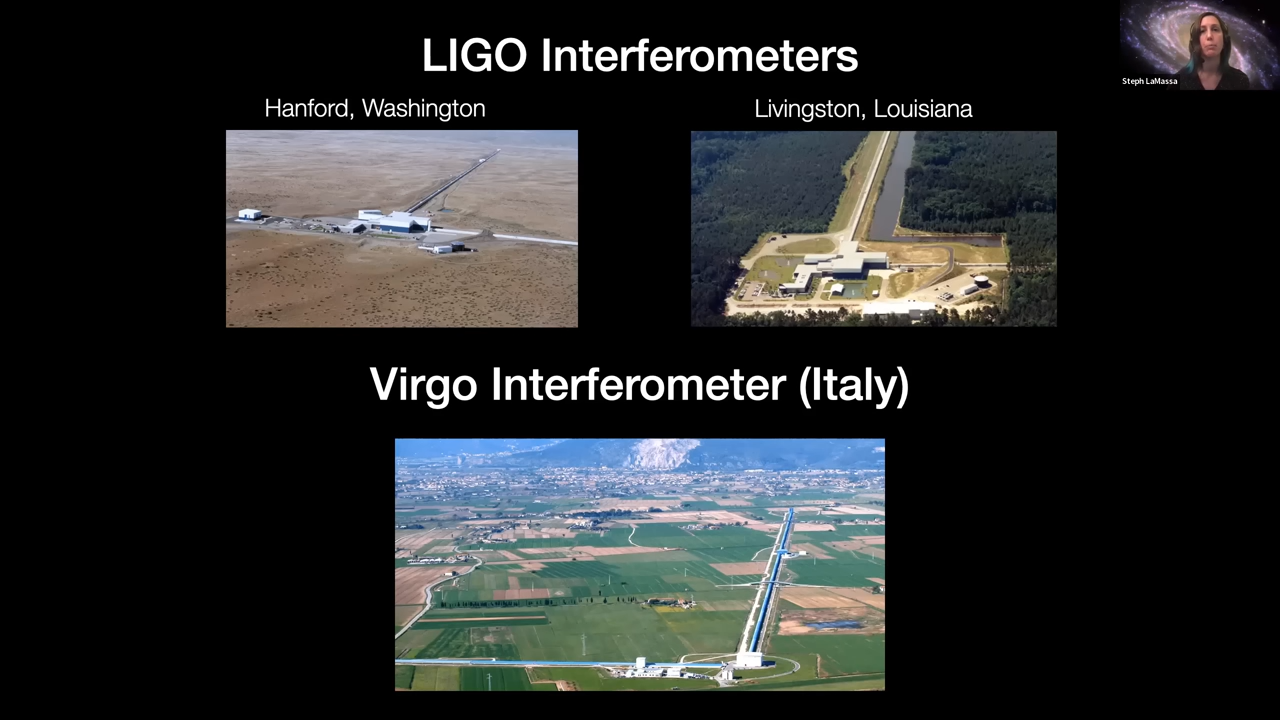 LIGO Interferometers
Steph LaMassa
Hanford, Washington
Livingston, Louisiana
Virgo Interferometer (Italy)